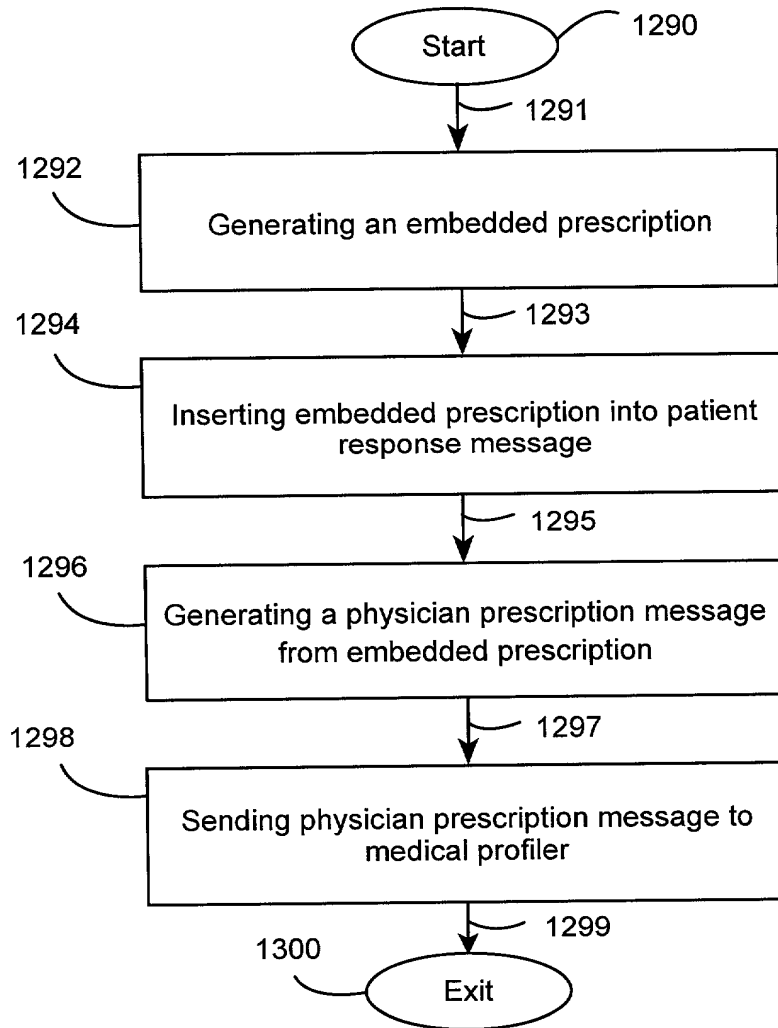 Start
1290
1291
1292
Generating an embedded prescription
1293
1294
Inserting embedded prescription into patient
response message
1295
1296
Generating a physician prescription message
from embedded prescription
1297
1298
Sending physician prescription message to
medical profiler
1299
1300
Exit